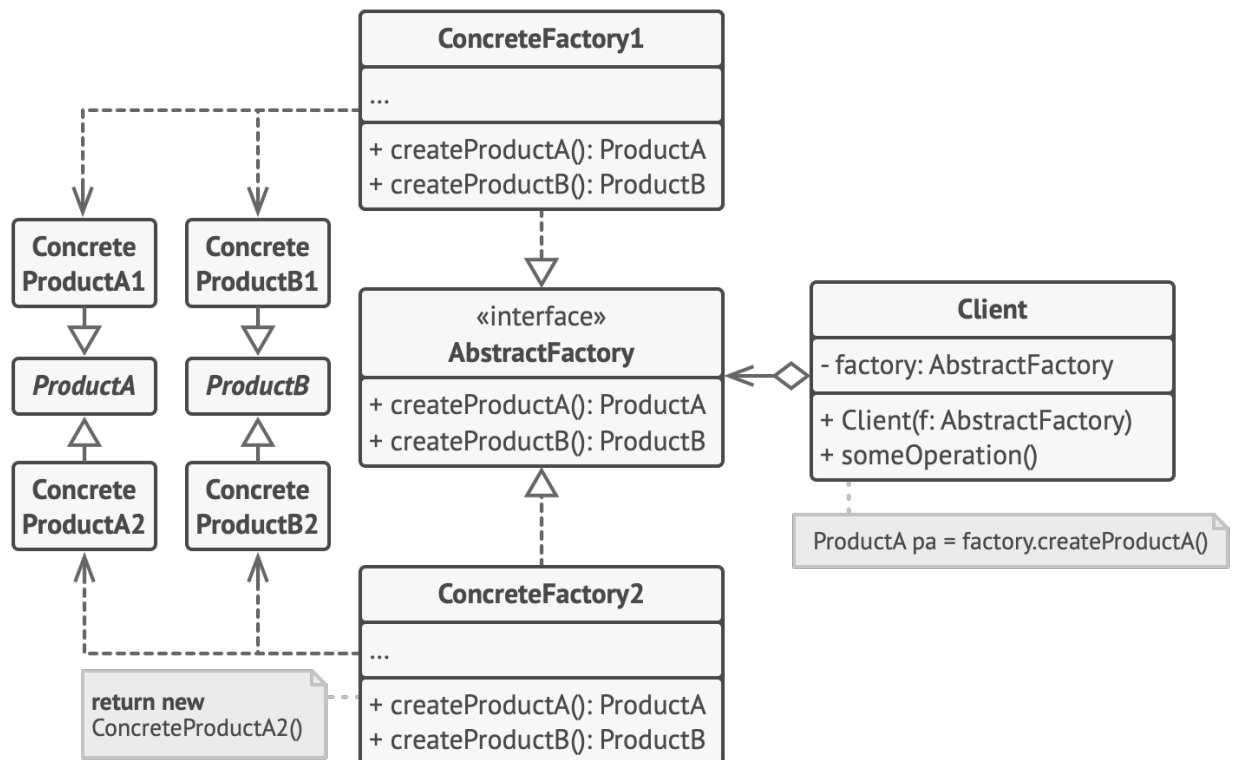 ConcreteFactory1
...
+ createProductA(): ProductA
+ createProductB(): ProductB
Concrete
ProductA1
Concrete
ProductB1
ProductA
ProductB
Concrete
ProductA2
Concrete
ProductB2
«interface»
AbstractFactory
+ createProductA(): ProductA
+ createProductB(): ProductB
Client
- factory: AbstractFactory
+ Client(f: AbstractFactory)
+ someOperation()
ProductA pa = factory.createProductA()
ConcreteFactory2
...
+ createProductA(): ProductA
+ createProductB(): ProductB
return new
ConcreteProductA2()